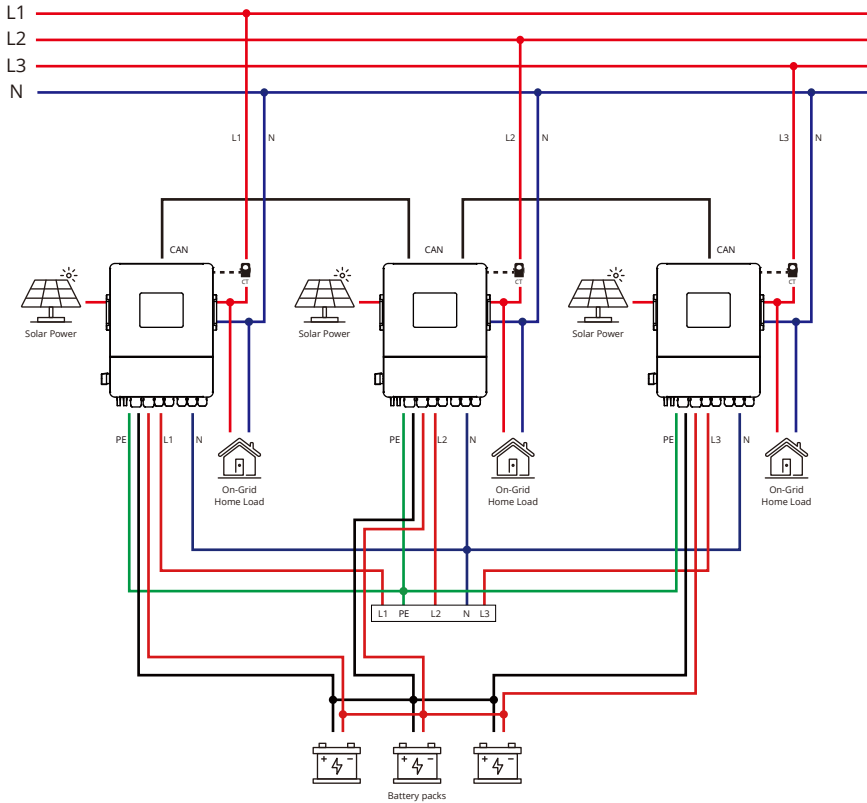 L1
L2
L3
N
L1
N
L2
N
L3
N
CAN
CAN
CAN
CT
CT
CT
Solar Power
Solar Power
Solar Power
PE
L1
N
PE
L2
N
PE
L3
N
On-Grid
Home Load
On-Grid
Home Load
On-Grid
Home Load
L1 PE L2 N L3
+ −
+ −
+ −
Battery packs